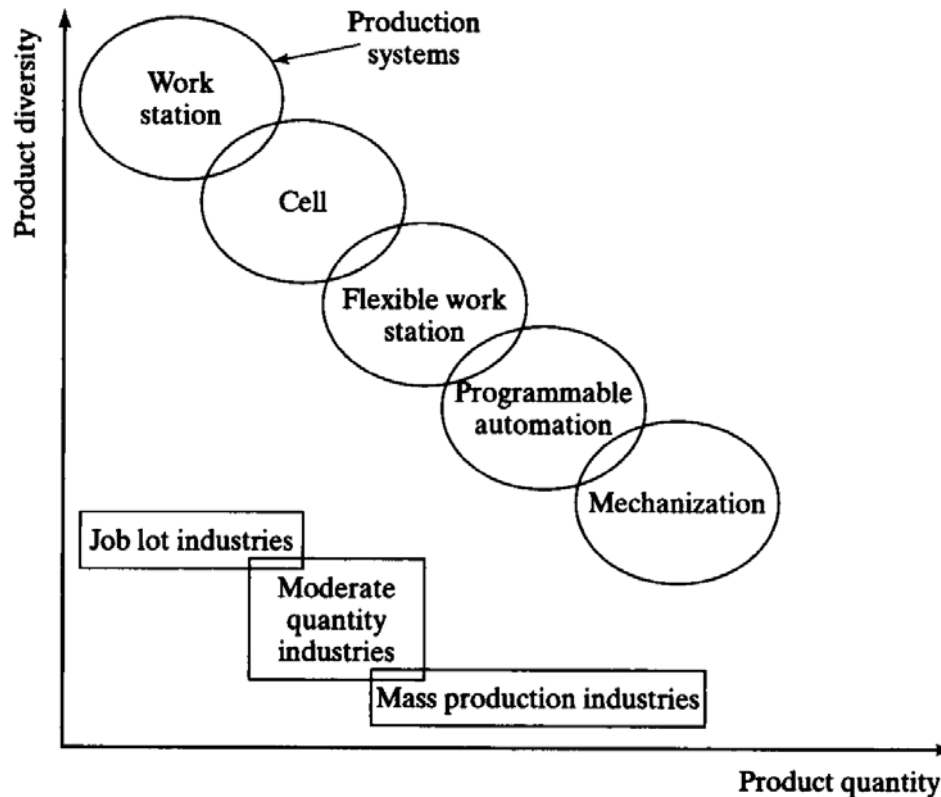 Product diversity
Production
systems
Work
station
Cell
Flexible work
station
Programmable
automation
Mechanization
Job lot industries
Moderate
quantity
industries
Mass production industries
Product quantity